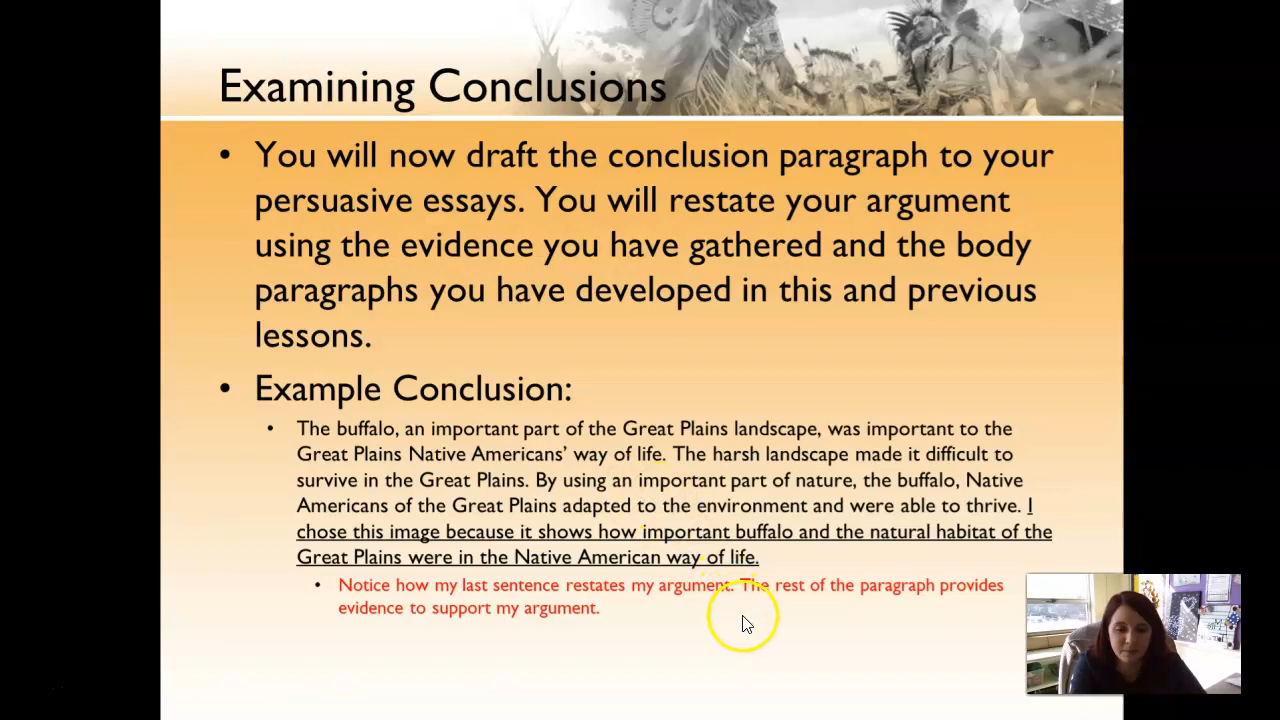 Examining Conclusions
• You will now draft the conclusion paragraph to your
persuasive essays. You will restate your argument
using the evidence you have gathered and the body
paragraphs you have developed in this and previous
lessons.
• Example Conclusion:
• The buffalo, an important part of the Great Plains landscape, was important to the
Great Plains Native Americans’ way of life. The harsh landscape made it difficult to
survive in the Great Plains. By using an important part of nature, the buffalo, Native
Americans of the Great Plains adapted to the environment and were able to thrive. I
chose this image because it shows how important buffalo and the natural habitat of the
Great Plains were in the Native American way of life.
• Notice how my last sentence restates my argument. The rest of the paragraph provides
evidence to support my argument.